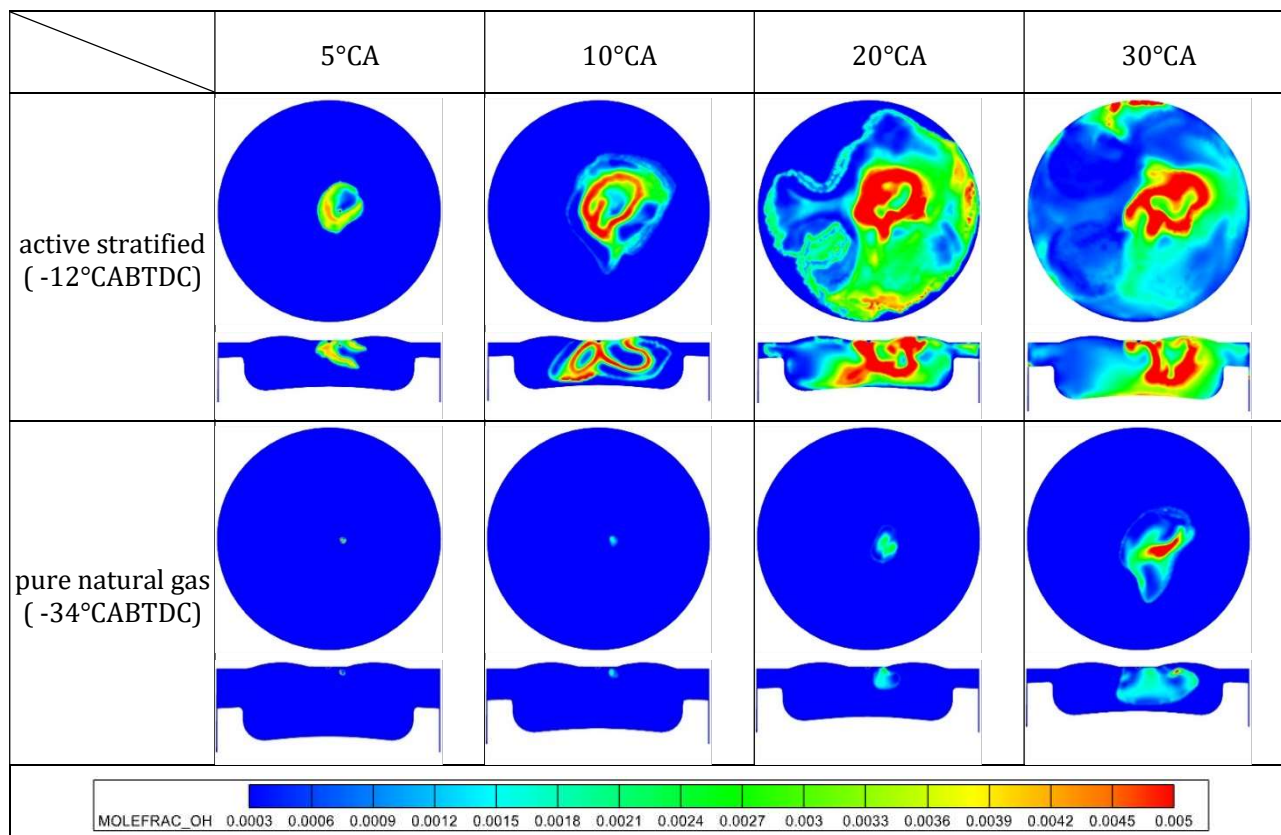 5°CA 10°CA 20°CA 30°CA
active stratified
( -12°CABTDC)
pure natural gas
( -34°CABTDC)
MOLEFRAC_OH 0.0003 0.0006 0.0009 0.0012 0.0015 0.0018 0.0021 0.0024 0.0027 0.003 0.0033 0.0036 0.0039 0.0042 0.0045 0.005